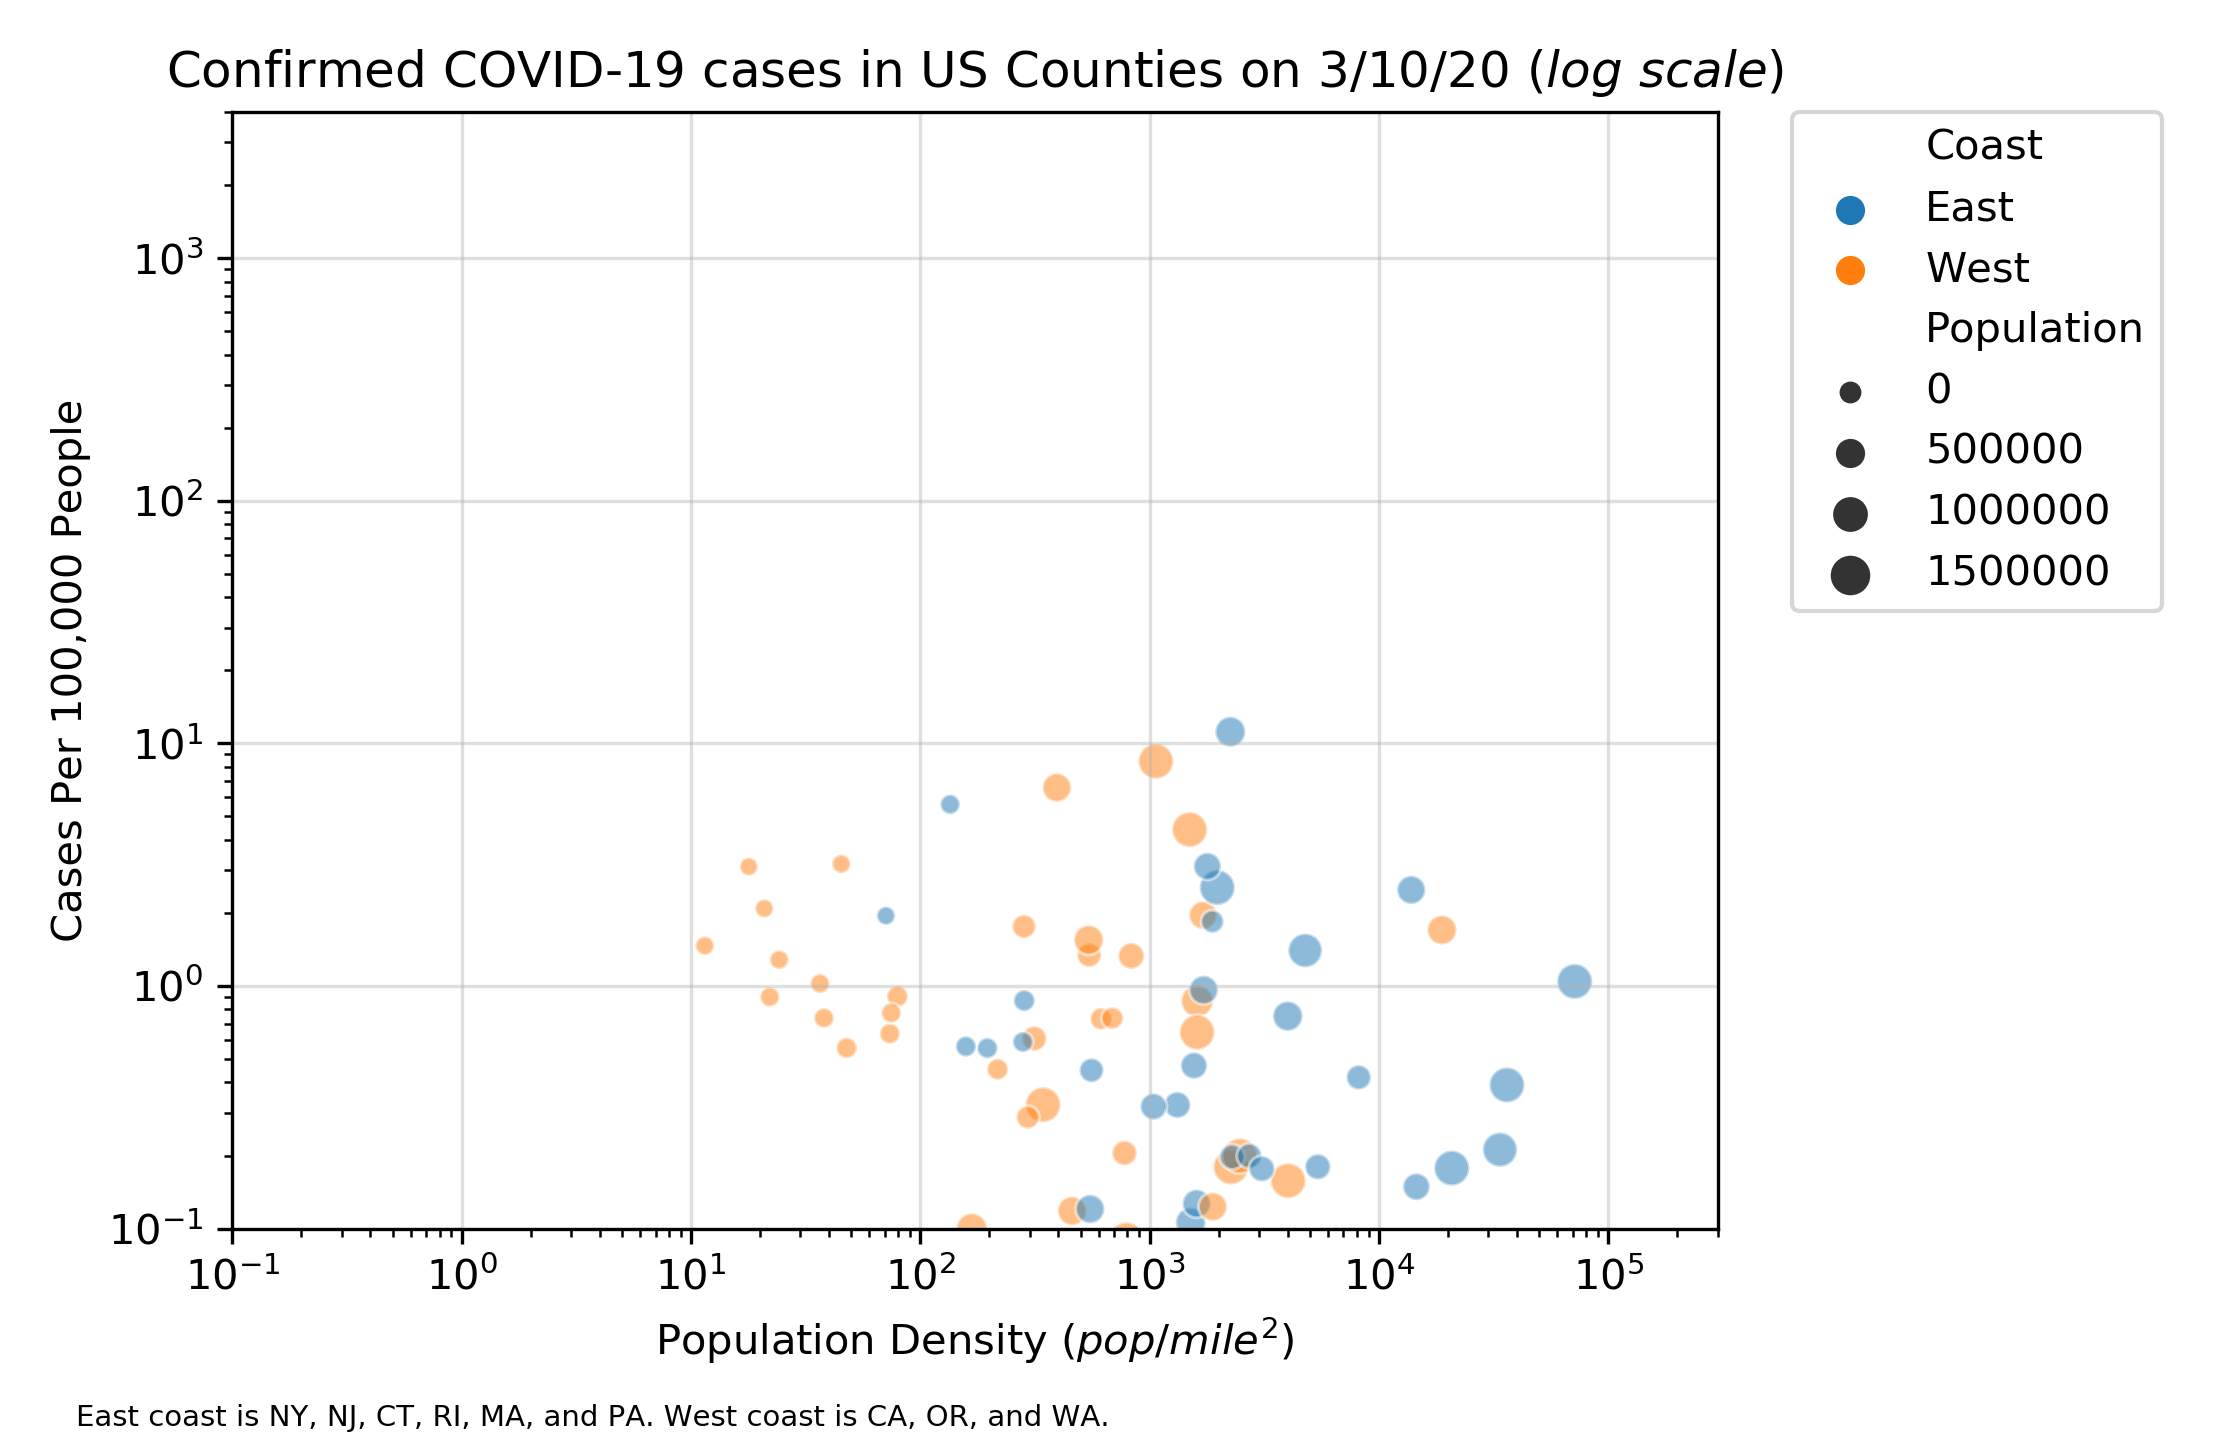 Confirmed COVID-19 cases in US Counties on 3/10/20 (log scale)
Coast
East
West
Population
0
500000
1000000
1500000
Cases Per 100,000 People
10³
10²
10¹
10⁰
10⁻¹
10⁻¹ 10⁰ 10¹ 10² 10³ 10⁴ 10⁵
Population Density (pop/mile²)
East coast is NY, NJ, CT, RI, MA, and PA. West coast is CA, OR, and WA.